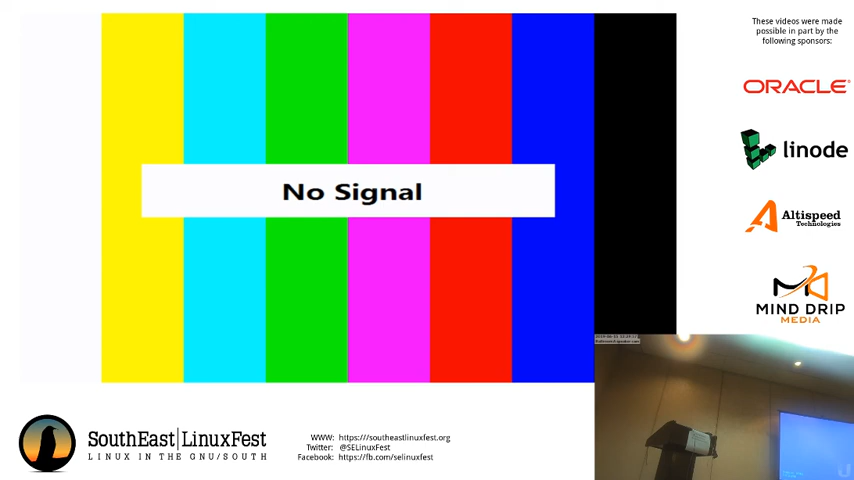 These videos were made
possible in part by the
following sponsors:
ORACLE
linode
Altispeed
Technologies
MIND DRIP
MEDIA
No Signal
SouthEast|LinuxFest
LINUX IN THE GNU/SOUTH
WWW: https:///southeastlinuxfest.org
Twitter: @SELinuxFest
Facebook: https://fb.com/selinuxfest